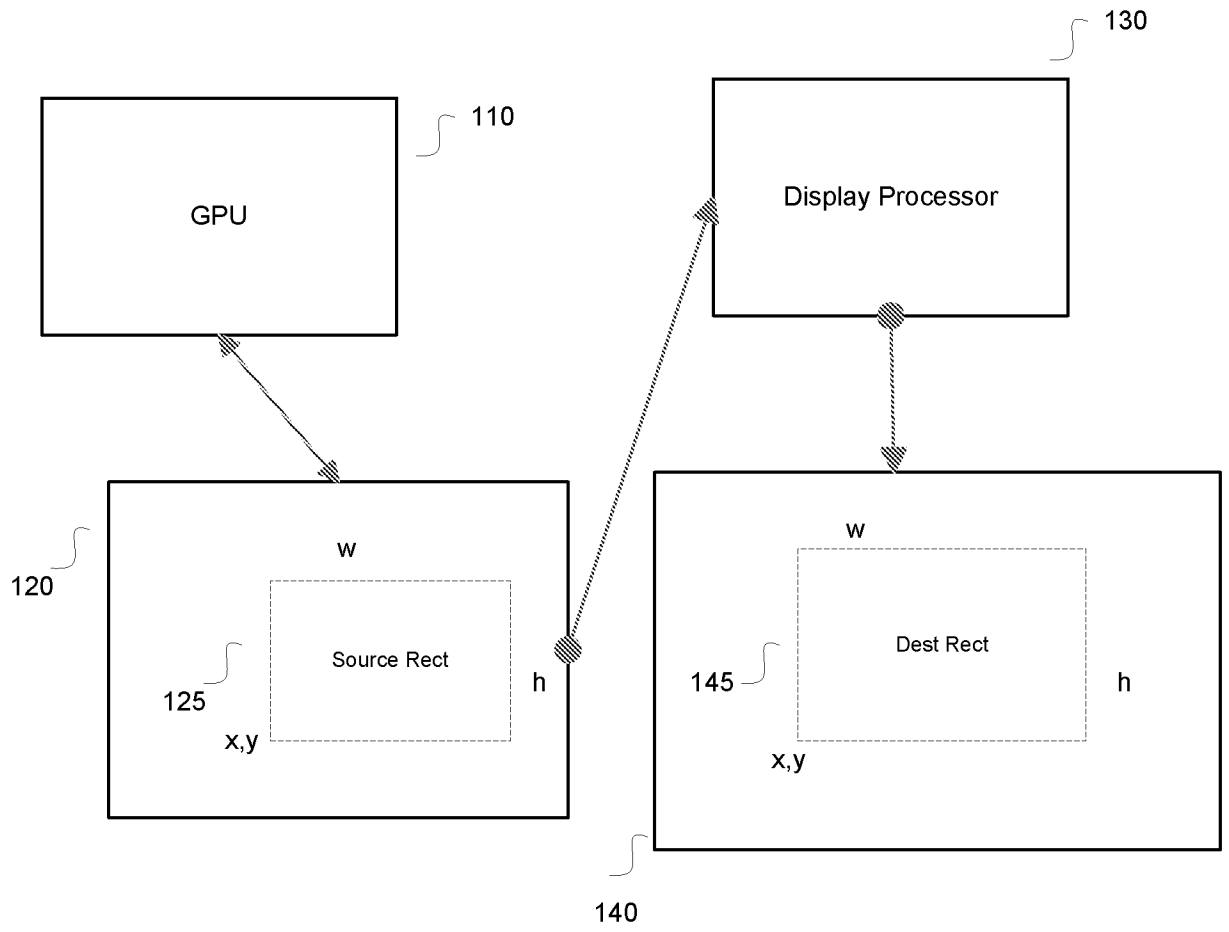 130
110
GPU
Display Processor
w
w
120
Source Rect
Dest Rect
h
125
145
h
x,y
x,y
140